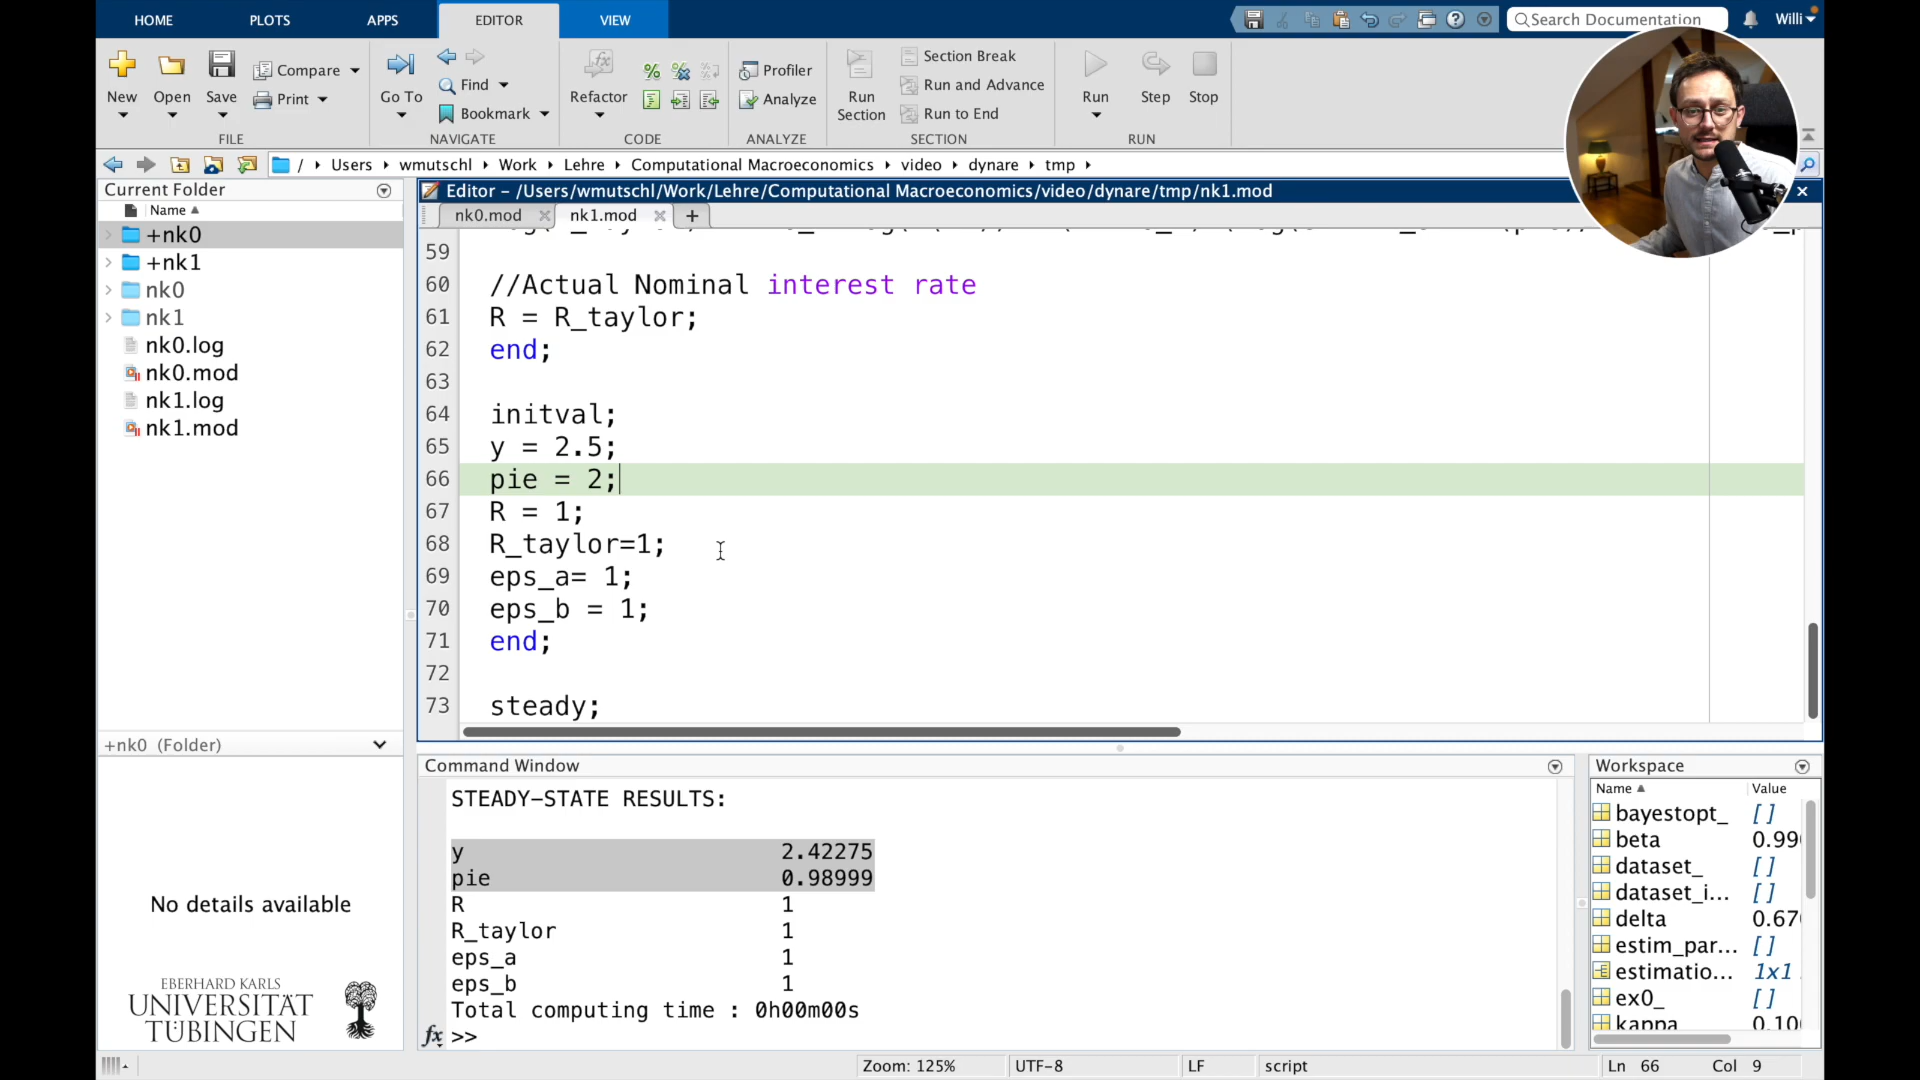 HOME PLOTS APPS EDITOR VIEW
Search Documentation Willi
New Open Save Compare Print
FILE
Go To Find Bookmark
NAVIGATE
Refactor
CODE
Profiler
Analyze
ANALYZE
Run Section
Section Break
Run and Advance
Run to End
SECTION
Run Step Stop
RUN
/ Users wmutschl Work Lehre Computational Macroeconomics video dynare tmp
Current Folder
Name
+nk0
+nk1
nk0
nk1
nk0.log
nk0.mod
nk1.log
nk1.mod
+nk0 (Folder)
No details available
EBERHARD KARLS
UNIVERSITÄT
TÜBINGEN
Editor – /Users/wmutschl/Work/Lehre/Computational Macroeconomics/video/dynare/tmp/nk1.mod
nk0.mod nk1.mod
59
60 //Actual Nominal interest rate
61 R = R_taylor;
62 end;
63
64 initval;
65 y = 2.5;
66 pie = 2;
67 R = 1;
68 R_taylor=1;
69 eps_a= 1;
70 eps_b = 1;
71 end;
72
73 steady;
Command Window
STEADY-STATE RESULTS:
y 2.42275
pie 0.98999
R 1
R_taylor 1
eps_a 1
eps_b 1
Total computing time : 0h00m00s
fx >>
Workspace
Name Value
bayestopt_ []
beta 0.99
dataset_ []
dataset_i... []
delta 0.67
estim_par... []
estimatio... 1x1
ex0_ []
kappa 0.10
Zoom: 125% UTF-8 LF script Ln 66 Col 9